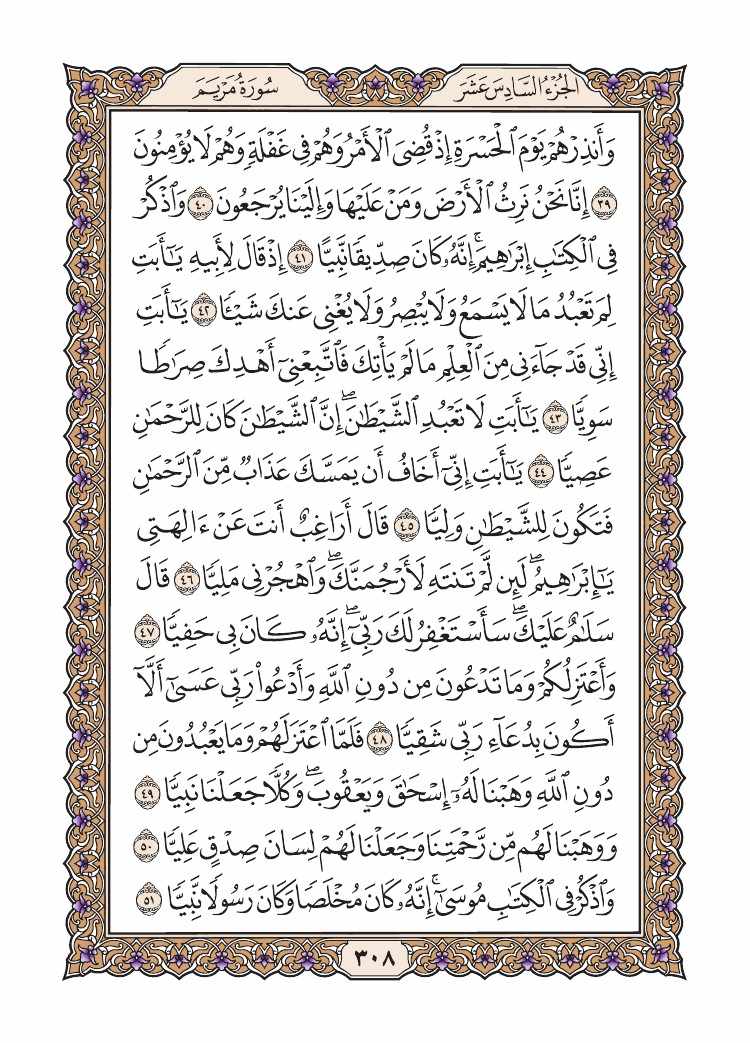 الجُزْءُ السَّادِسَ عَشَرَ
سُورَةُ مَرْيَمَ
وَأَنذِرْهُمْ يَوْمَ ٱلْحَسْرَةِ إِذْ قُضِىَ ٱلْأَمْرُ وَهُمْ فِى غَفْلَةٍ وَهُمْ لَا يُؤْمِنُونَ
٣٩ إِنَّا نَحْنُ نَرِثُ ٱلْأَرْضَ وَمَنْ عَلَيْهَا وَإِلَيْنَا يُرْجَعُونَ ٤٠ وَٱذْكُرْ
فِى ٱلْكِتَٰبِ إِبْرَٰهِيمَ ۚ إِنَّهُۥ كَانَ صِدِّيقًا نَّبِيًّا ٤١ إِذْ قَالَ لِأَبِيهِ يَٰٓأَبَتِ
لِمَ تَعْبُدُ مَا لَا يَسْمَعُ وَلَا يُبْصِرُ وَلَا يُغْنِى عَنكَ شَيْـًٔا ٤٢ يَٰٓأَبَتِ
إِنِّى قَدْ جَآءَنِى مِنَ ٱلْعِلْمِ مَا لَمْ يَأْتِكَ فَٱتَّبِعْنِىٓ أَهْدِكَ صِرَٰطًا
سَوِيًّا ٤٣ يَٰٓأَبَتِ لَا تَعْبُدِ ٱلشَّيْطَٰنَ ۖ إِنَّ ٱلشَّيْطَٰنَ كَانَ لِلرَّحْمَٰنِ
عَصِيًّا ٤٤ يَٰٓأَبَتِ إِنِّىٓ أَخَافُ أَن يَمَسَّكَ عَذَابٌ مِّنَ ٱلرَّحْمَٰنِ
فَتَكُونَ لِلشَّيْطَٰنِ وَلِيًّا ٤٥ قَالَ أَرَاغِبٌ أَنتَ عَنْ ءَالِهَتِى
يَٰٓإِبْرَٰهِيمُ ۖ لَئِن لَّمْ تَنتَهِ لَأَرْجُمَنَّكَ ۖ وَٱهْجُرْنِى مَلِيًّا ٤٦ قَالَ
سَلَٰمٌ عَلَيْكَ ۖ سَأَسْتَغْفِرُ لَكَ رَبِّىٓ ۖ إِنَّهُۥ كَانَ بِى حَفِيًّا ٤٧
وَأَعْتَزِلُكُمْ وَمَا تَدْعُونَ مِن دُونِ ٱللَّهِ وَأَدْعُوا۟ رَبِّى عَسَىٰٓ أَلَّآ
أَكُونَ بِدُعَآءِ رَبِّى شَقِيًّا ٤٨ فَلَمَّا ٱعْتَزَلَهُمْ وَمَا يَعْبُدُونَ مِن
دُونِ ٱللَّهِ وَهَبْنَا لَهُۥٓ إِسْحَٰقَ وَيَعْقُوبَ ۖ وَكُلًّا جَعَلْنَا نَبِيًّا ٤٩
وَوَهَبْنَا لَهُم مِّن رَّحْمَتِنَا وَجَعَلْنَا لَهُمْ لِسَانَ صِدْقٍ عَلِيًّا ٥٠
وَٱذْكُرْ فِى ٱلْكِتَٰبِ مُوسَىٰٓ ۚ إِنَّهُۥ كَانَ مُخْلَصًا وَكَانَ رَسُولًا نَّبِيًّا ٥١
٣٠٨